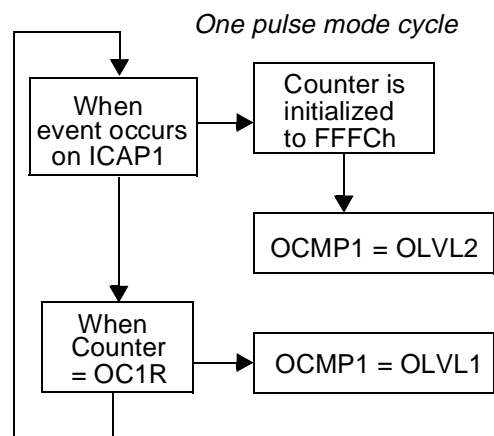 One pulse mode cycle
When
event occurs
on ICAP1
Counter is
initialized
to FFFCh
OCMP1 = OLVL2
When
Counter
= OC1R
OCMP1 = OLVL1